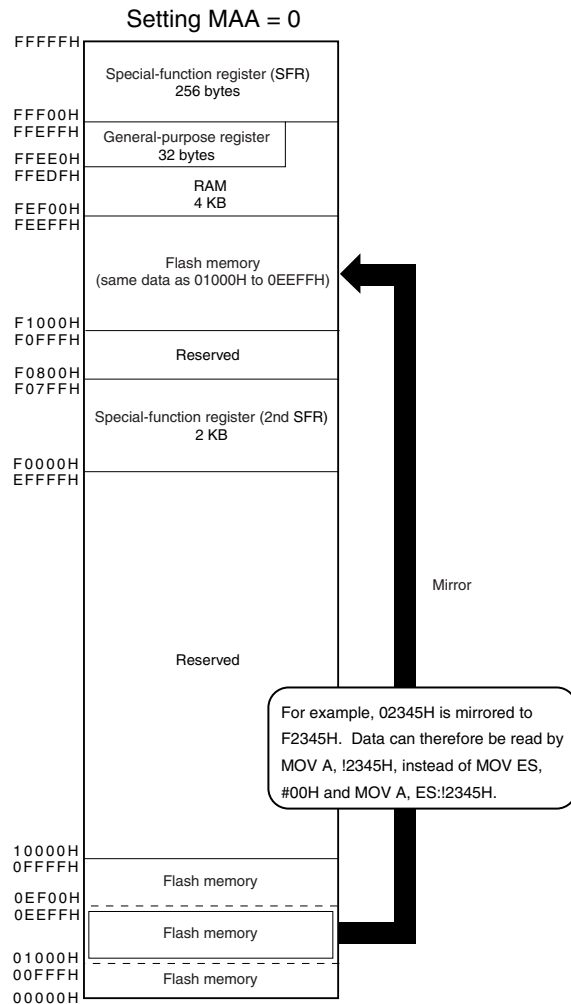 Setting MAA = 0
FFFFFH
Special-function register (SFR)
256 bytes
FFF00H
FFEFFH
General-purpose register
32 bytes
FFEE0H
FFEDFH
RAM
4 KB
FEF00H
FEEFFH
Flash memory
(same data as 01000H to 0EEFFH)
F1000H
F0FFFH
Reserved
F0800H
F07FFH
Special-function register (2nd SFR)
2 KB
F0000H
EFFFFH
Mirror
Reserved
For example, 02345H is mirrored to
F2345H. Data can therefore be read by
MOV A, !2345H, instead of MOV ES,
#00H and MOV A, ES:!2345H.
10000H
0FFFFH
Flash memory
0EF00H
0EEFFH
Flash memory
01000H
00FFFH
Flash memory
00000H